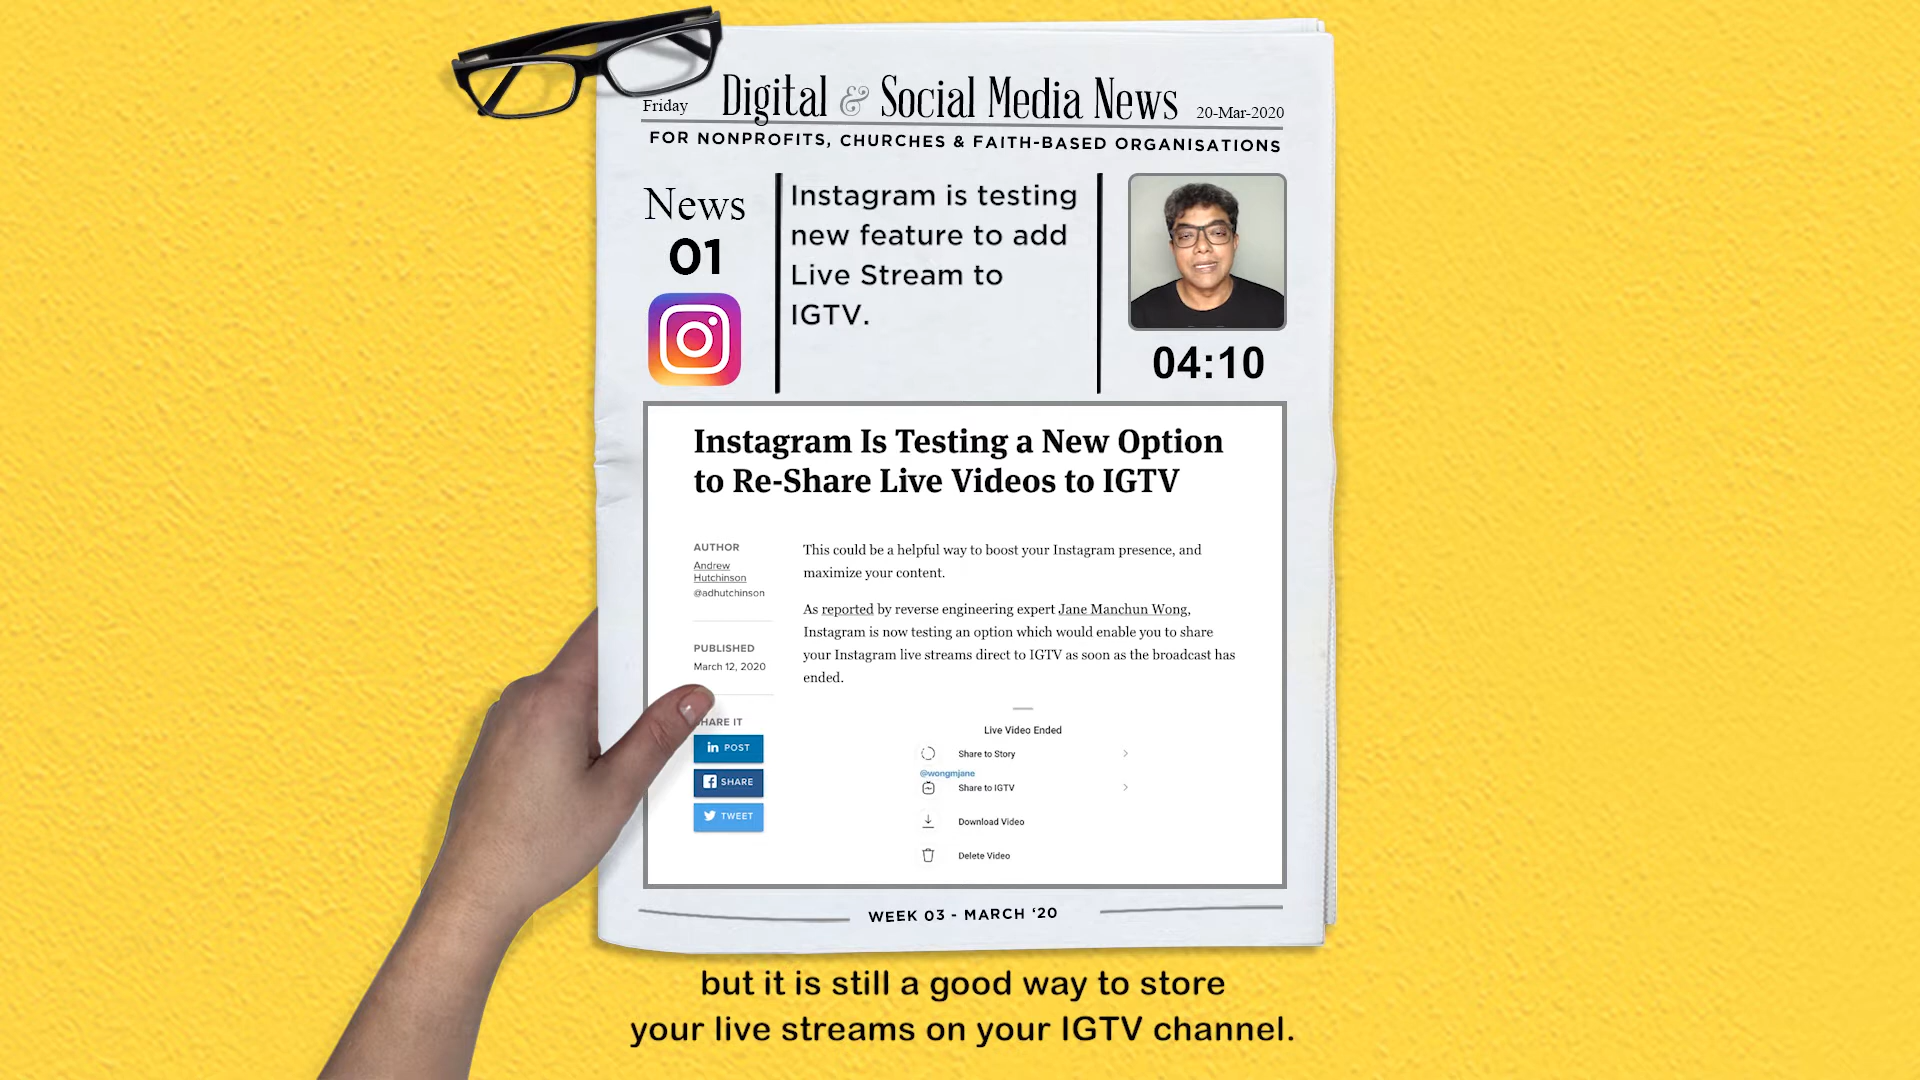 Friday
Digital & Social Media News
20-Mar-2020
FOR NONPROFITS, CHURCHES & FAITH-BASED ORGANISATIONS
News
01
Instagram is testing
new feature to add
Live Stream to
IGTV.
04:10
Instagram Is Testing a New Option
to Re-Share Live Videos to IGTV
AUTHOR
Andrew
Hutchinson
@adhutchinson
PUBLISHED
March 12, 2020
HARE IT
in POST
SHARE
TWEET
This could be a helpful way to boost your Instagram presence, and
maximize your content.
As reported by reverse engineering expert Jane Manchun Wong,
Instagram is now testing an option which would enable you to share
your Instagram live streams direct to IGTV as soon as the broadcast has
ended.
Live Video Ended
Share to Story
@wongmjane
Share to IGTV
Download Video
Delete Video
WEEK 03 - MARCH ‘20
but it is still a good way to store
your live streams on your IGTV channel.